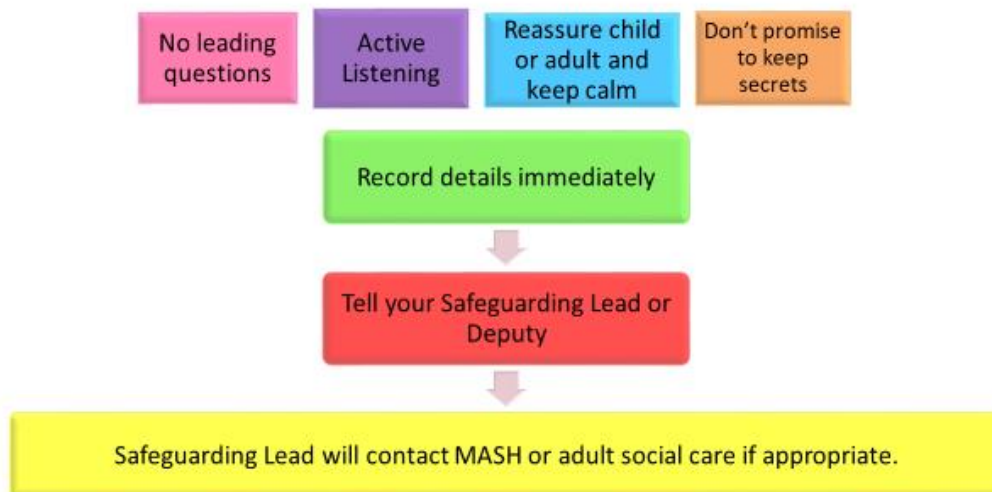 No leading
questions
Active
Listening
Reassure child
or adult and
keep calm
Don’t promise
to keep
secrets
Record details immediately
Tell your Safeguarding Lead or
Deputy
Safeguarding Lead will contact MASH or adult social care if appropriate.